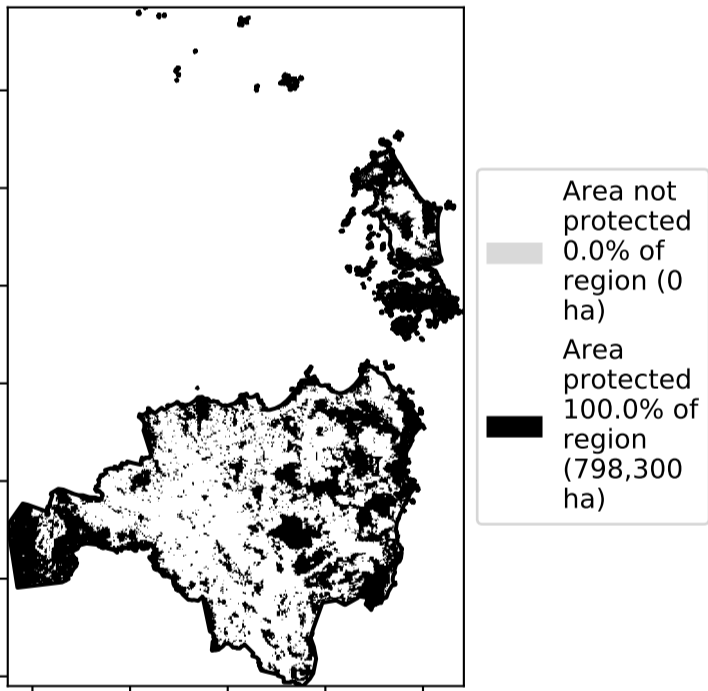 Area not
protected
0.0% of
region (0
ha)
Area
protected
100.0% of
region
(798,300
ha)